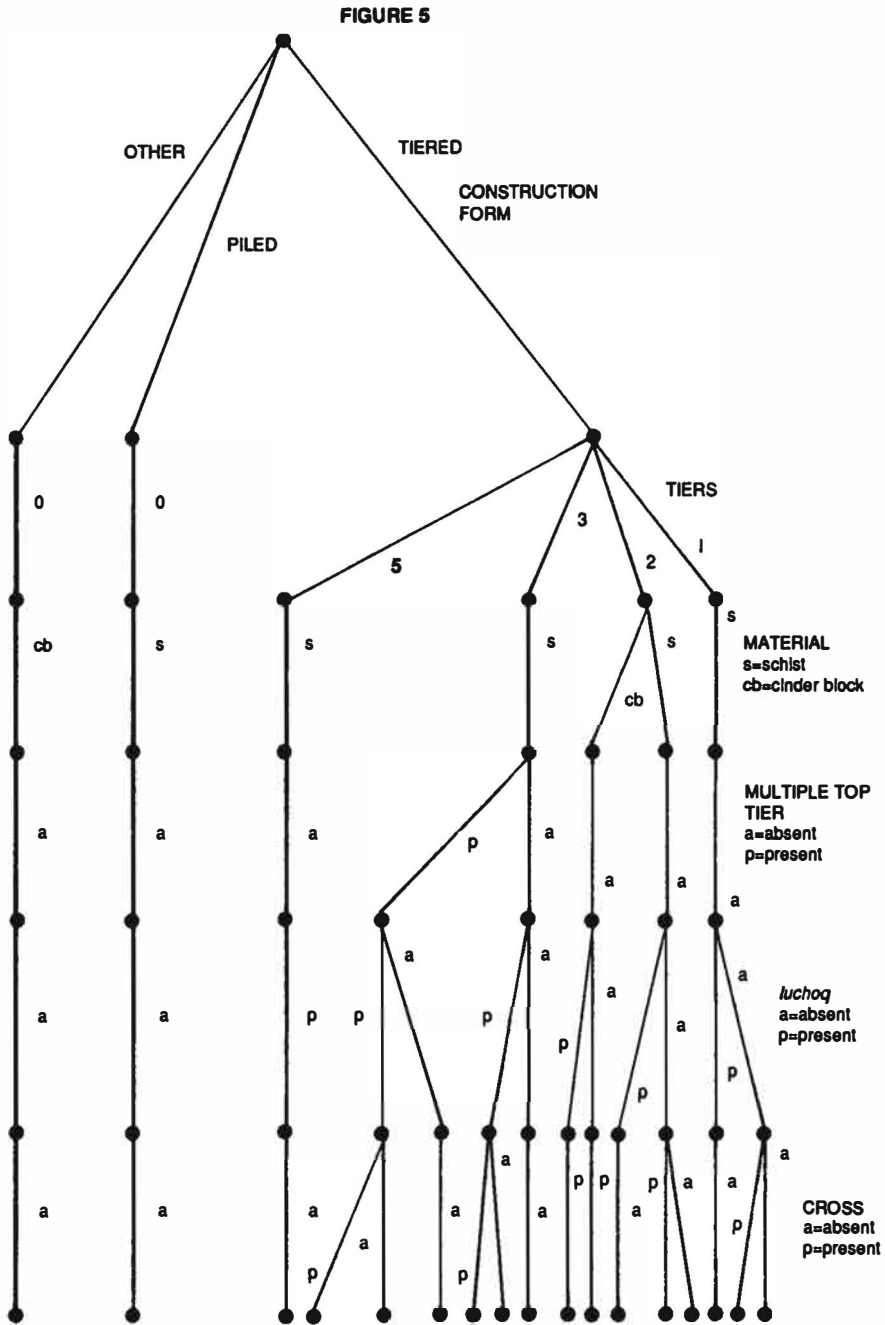 FIGURE 5
OTHER
TIERED
CONSTRUCTION
FORM
PILED
TIERS
0
0
3
5
2
1
s
MATERIAL
s=schist
cb=cinder block
cb
s
s
s
s
cb
MULTIPLE TOP
TIER
a=absent
p=present
a
a
a
p
a
a
a
a
luchoq
a=absent
p=present
a
a
a
a
a
a
p
p
p
a
p
p
p
CROSS
a=absent
p=present
a
a
p
p
p
a
a
a
a
a
a
a
a
p
a
p
p